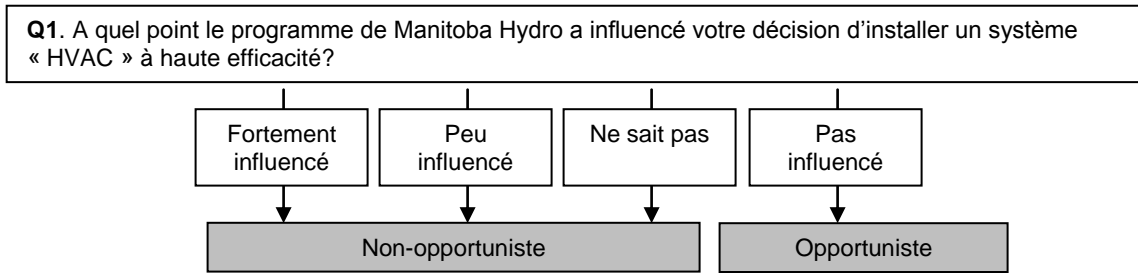 Q1. A quel point le programme de Manitoba Hydro a influencé votre décision d'installer un système
« HVAC » à haute efficacité?
Fortement
influencé
Peu
influencé
Ne sait pas
Pas
influencé
Non-opportuniste
Opportuniste